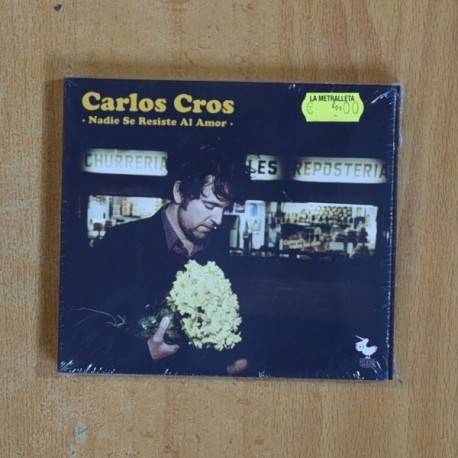 Carlos Cros
· Nadie Se Resiste Al Amor ·
LA METRALLETA
CHURRERIA
LES REPOSTERIA